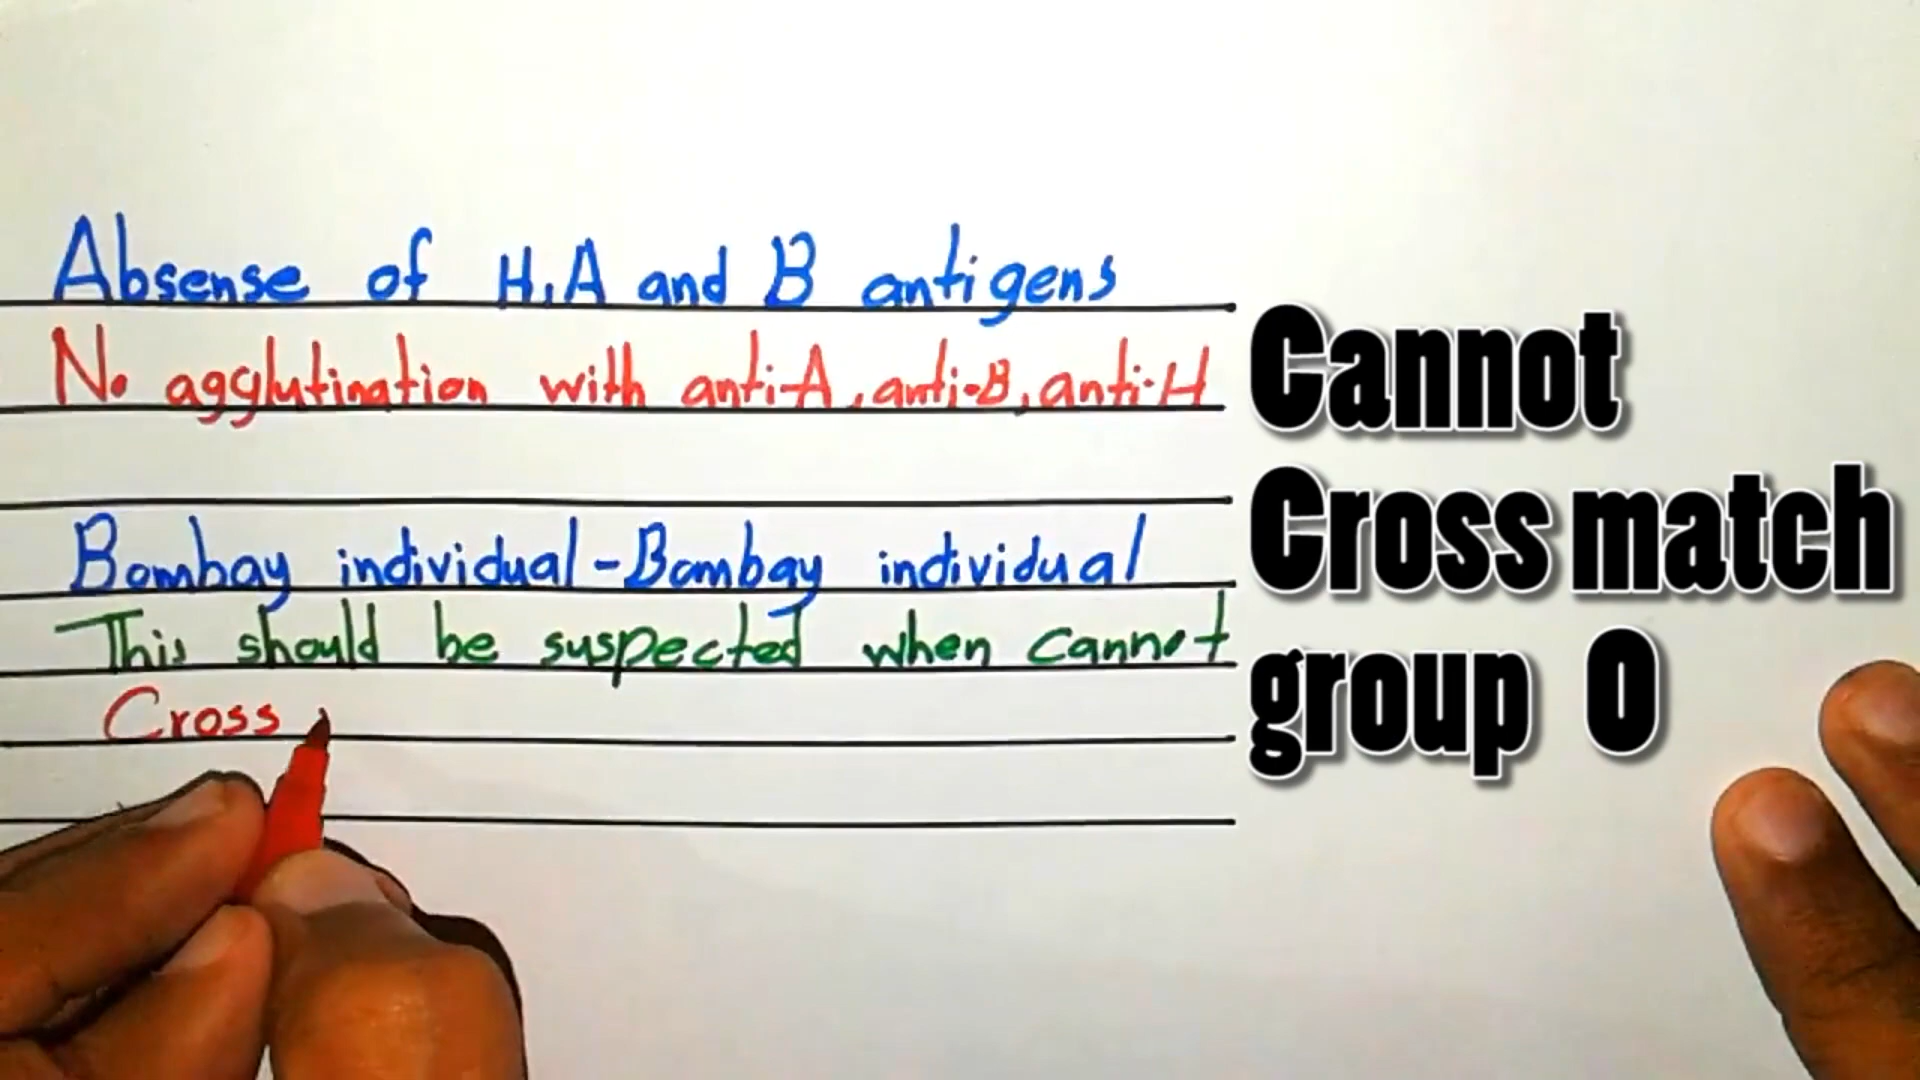 Absense of H,A and B antigens
No agglutination with anti-A, anti-B, anti-H
Bombay individual-Bombay individual
This should be suspected when cannot
Cross
Cannot
Cross match
group O